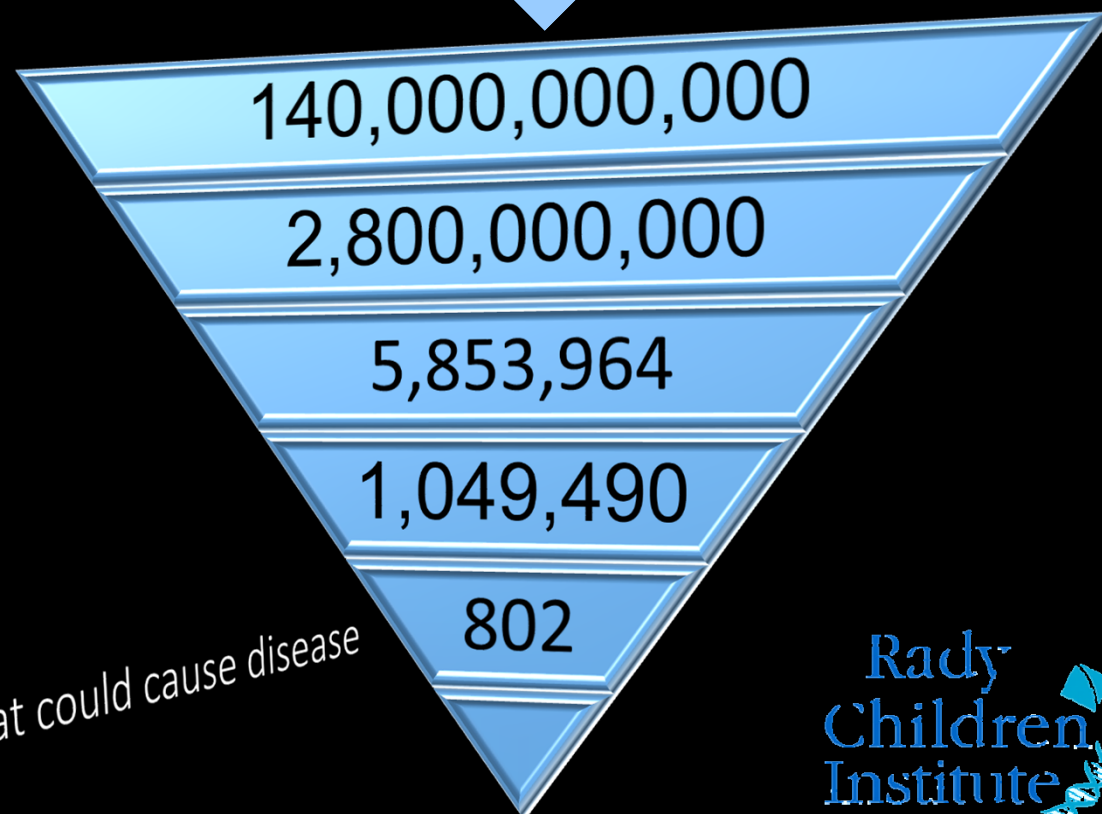 140,000,000,000
2,800,000,000
5,853,964
1,049,490
802
could cause disease
Rady
Children
Institute